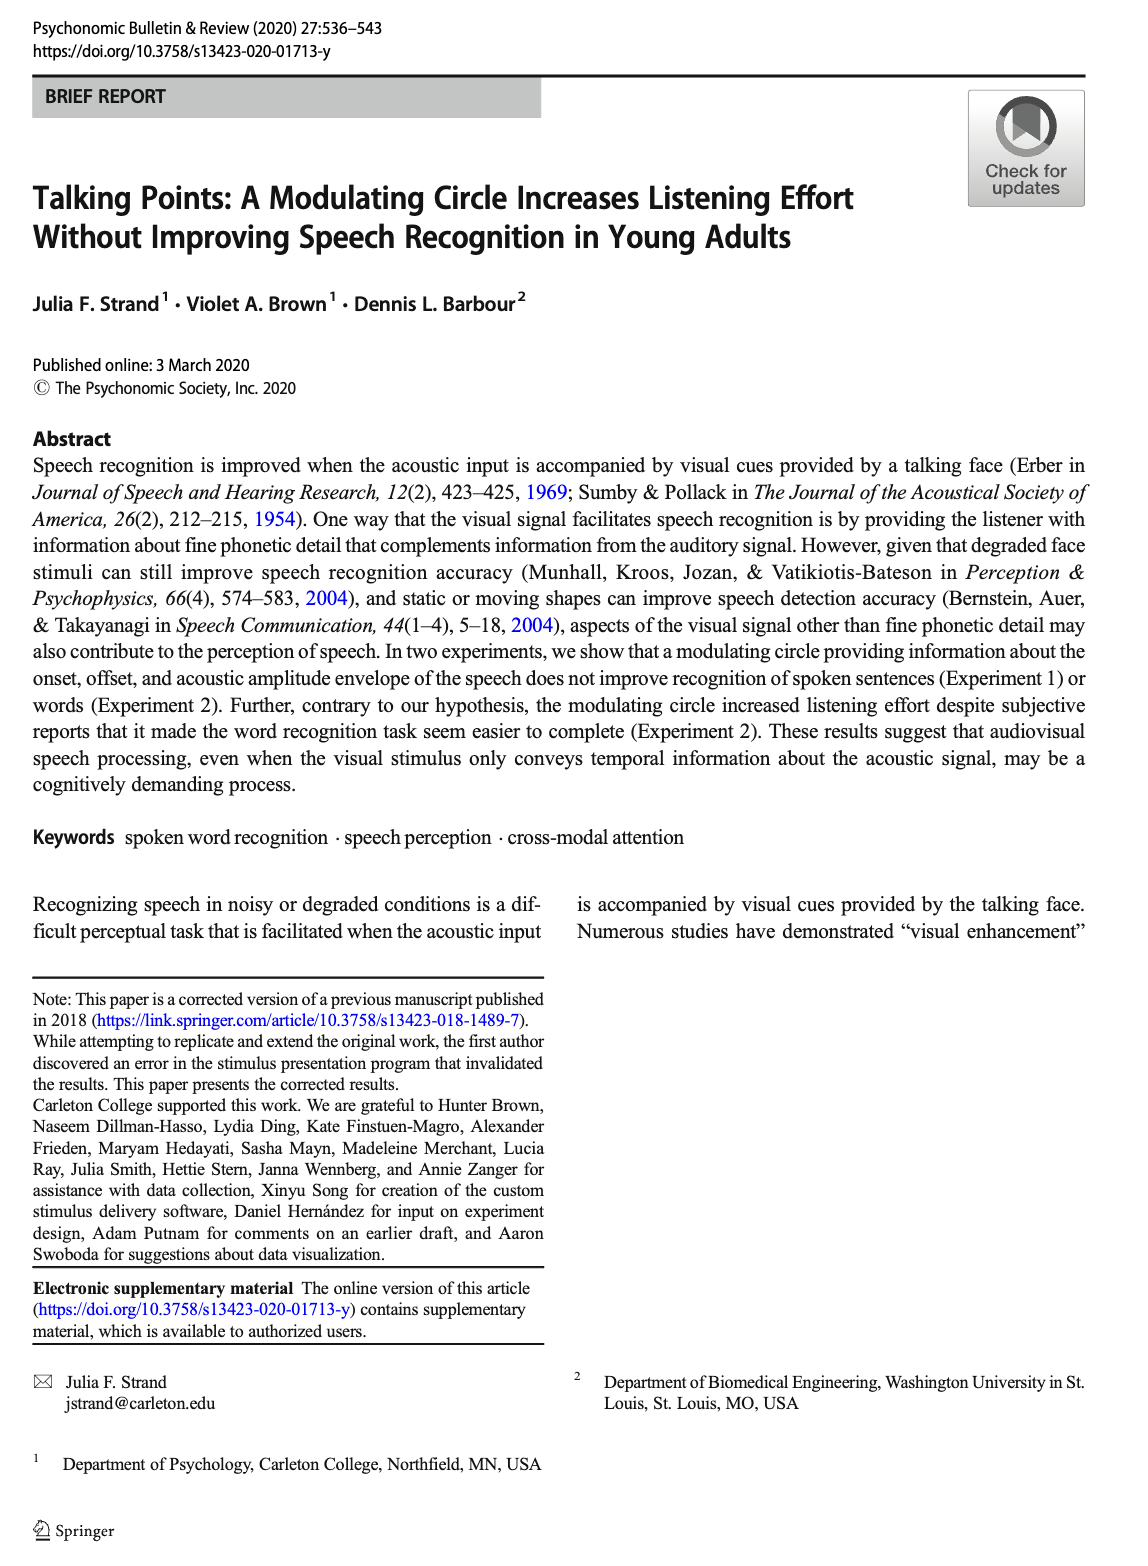 Psychonomic Bulletin & Review (2020) 27:536–543
https://doi.org/10.3758/s13423-020-01713-y
BRIEF REPORT
Check for
updates
Talking Points: A Modulating Circle Increases Listening Effort
Without Improving Speech Recognition in Young Adults
Julia F. Strand 1 · Violet A. Brown 1 · Dennis L. Barbour 2
Published online: 3 March 2020
© The Psychonomic Society, Inc. 2020
Abstract
Speech recognition is improved when the acoustic input is accompanied by visual cues provided by a talking face (Erber in
Journal of Speech and Hearing Research, 12(2), 423–425, 1969; Sumby & Pollack in The Journal of the Acoustical Society of
America, 26(2), 212–215, 1954). One way that the visual signal facilitates speech recognition is by providing the listener with
information about fine phonetic detail that complements information from the auditory signal. However, given that degraded face
stimuli can still improve speech recognition accuracy (Munhall, Kroos, Jozan, & Vatikiotis-Bateson in Perception &
Psychophysics, 66(4), 574–583, 2004), and static or moving shapes can improve speech detection accuracy (Bernstein, Auer,
& Takayanagi in Speech Communication, 44(1–4), 5–18, 2004), aspects of the visual signal other than fine phonetic detail may
also contribute to the perception of speech. In two experiments, we show that a modulating circle providing information about the
onset, offset, and acoustic amplitude envelope of the speech does not improve recognition of spoken sentences (Experiment 1) or
words (Experiment 2). Further, contrary to our hypothesis, the modulating circle increased listening effort despite subjective
reports that it made the word recognition task seem easier to complete (Experiment 2). These results suggest that audiovisual
speech processing, even when the visual stimulus only conveys temporal information about the acoustic signal, may be a
cognitively demanding process.
Keywords spoken word recognition · speech perception · cross-modal attention
Recognizing speech in noisy or degraded conditions is a dif-
ficult perceptual task that is facilitated when the acoustic input
is accompanied by visual cues provided by the talking face.
Numerous studies have demonstrated “visual enhancement”
Note: This paper is a corrected version of a previous manuscript published
in 2018 (https://link.springer.com/article/10.3758/s13423-018-1489-7).
While attempting to replicate and extend the original work, the first author
discovered an error in the stimulus presentation program that invalidated
the results. This paper presents the corrected results.
Carleton College supported this work. We are grateful to Hunter Brown,
Naseem Dillman-Hasso, Lydia Ding, Kate Finstuen-Magro, Alexander
Frieden, Maryam Hedayati, Sasha Mayn, Madeleine Merchant, Lucia
Ray, Julia Smith, Hettie Stern, Janna Wennberg, and Annie Zanger for
assistance with data collection, Xinyu Song for creation of the custom
stimulus delivery software, Daniel Hernández for input on experiment
design, Adam Putnam for comments on an earlier draft, and Aaron
Swoboda for suggestions about data visualization.
Electronic supplementary material The online version of this article
(https://doi.org/10.3758/s13423-020-01713-y) contains supplementary
material, which is available to authorized users.
Julia F. Strand
jstrand@carleton.edu
1 Department of Psychology, Carleton College, Northfield, MN, USA
2 Department of Biomedical Engineering, Washington University in St.
Louis, St. Louis, MO, USA
Springer